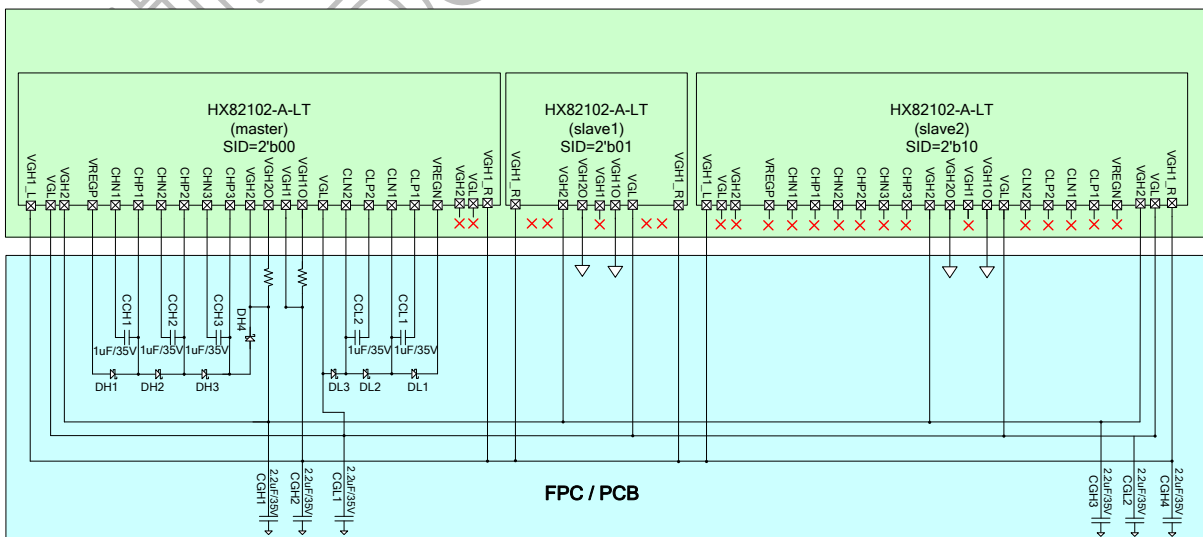 HX82102-A-LT
(master)
SID=2'b00
HX82102-A-LT
(slave1)
SID=2'b01
HX82102-A-LT
(slave2)
SID=2'b10
VGH1_L
VGL
VGH2
VREGP
CHN1
CHP1
CHN2
CHP2
CHN3
CHP3
VGH2
VGH2O
VGH1
VGH1O
VGL
CLN2
CLP2
CLN1
CLP1
VREGN
VGH2
VGL
VGH1_R
VGH1_R
VGH2
VGH2O
VGH1
VGH1O
VGL
VGH1_R
VGH1_L
VGL
VGH2
VREGP
CHN1
CHP1
CHN2
CHP2
CHN3
CHP3
VGH2
VGH2O
VGH1
VGH1O
VGL
CLN2
CLP2
CLN1
CLP1
VREGN
VGH2
VGL
VGH1_R
CCH1
1uF/35V
CCH2
1uF/35V
CCH3
1uF/35V
DH4
CCL2
1uF/35V
CCL1
1uF/35V
DH1
DH2
DH3
DL3
DL2
DL1
2.2uF/35V
CGH1
2.2uF/35V
CGH2
2.2uF/35V
CGL1
FPC / PCB
2.2uF/35V
CGH3
2.2uF/35V
CGL2
2.2uF/35V
CGH4